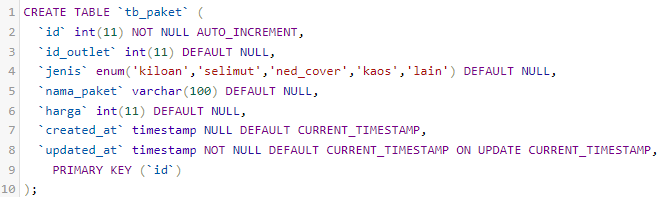 1 CREATE TABLE `tb_paket` (
2 `id` int(11) NOT NULL AUTO_INCREMENT,
3 `id_outlet` int(11) DEFAULT NULL,
4 `jenis` enum('kiloan','selimut','ned_cover','kaos','lain') DEFAULT NULL,
5 `nama_paket` varchar(100) DEFAULT NULL,
6 `harga` int(11) DEFAULT NULL,
7 `created_at` timestamp NULL DEFAULT CURRENT_TIMESTAMP,
8 `updated_at` timestamp NOT NULL DEFAULT CURRENT_TIMESTAMP ON UPDATE CURRENT_TIMESTAMP,
9 PRIMARY KEY (`id`)
10 );